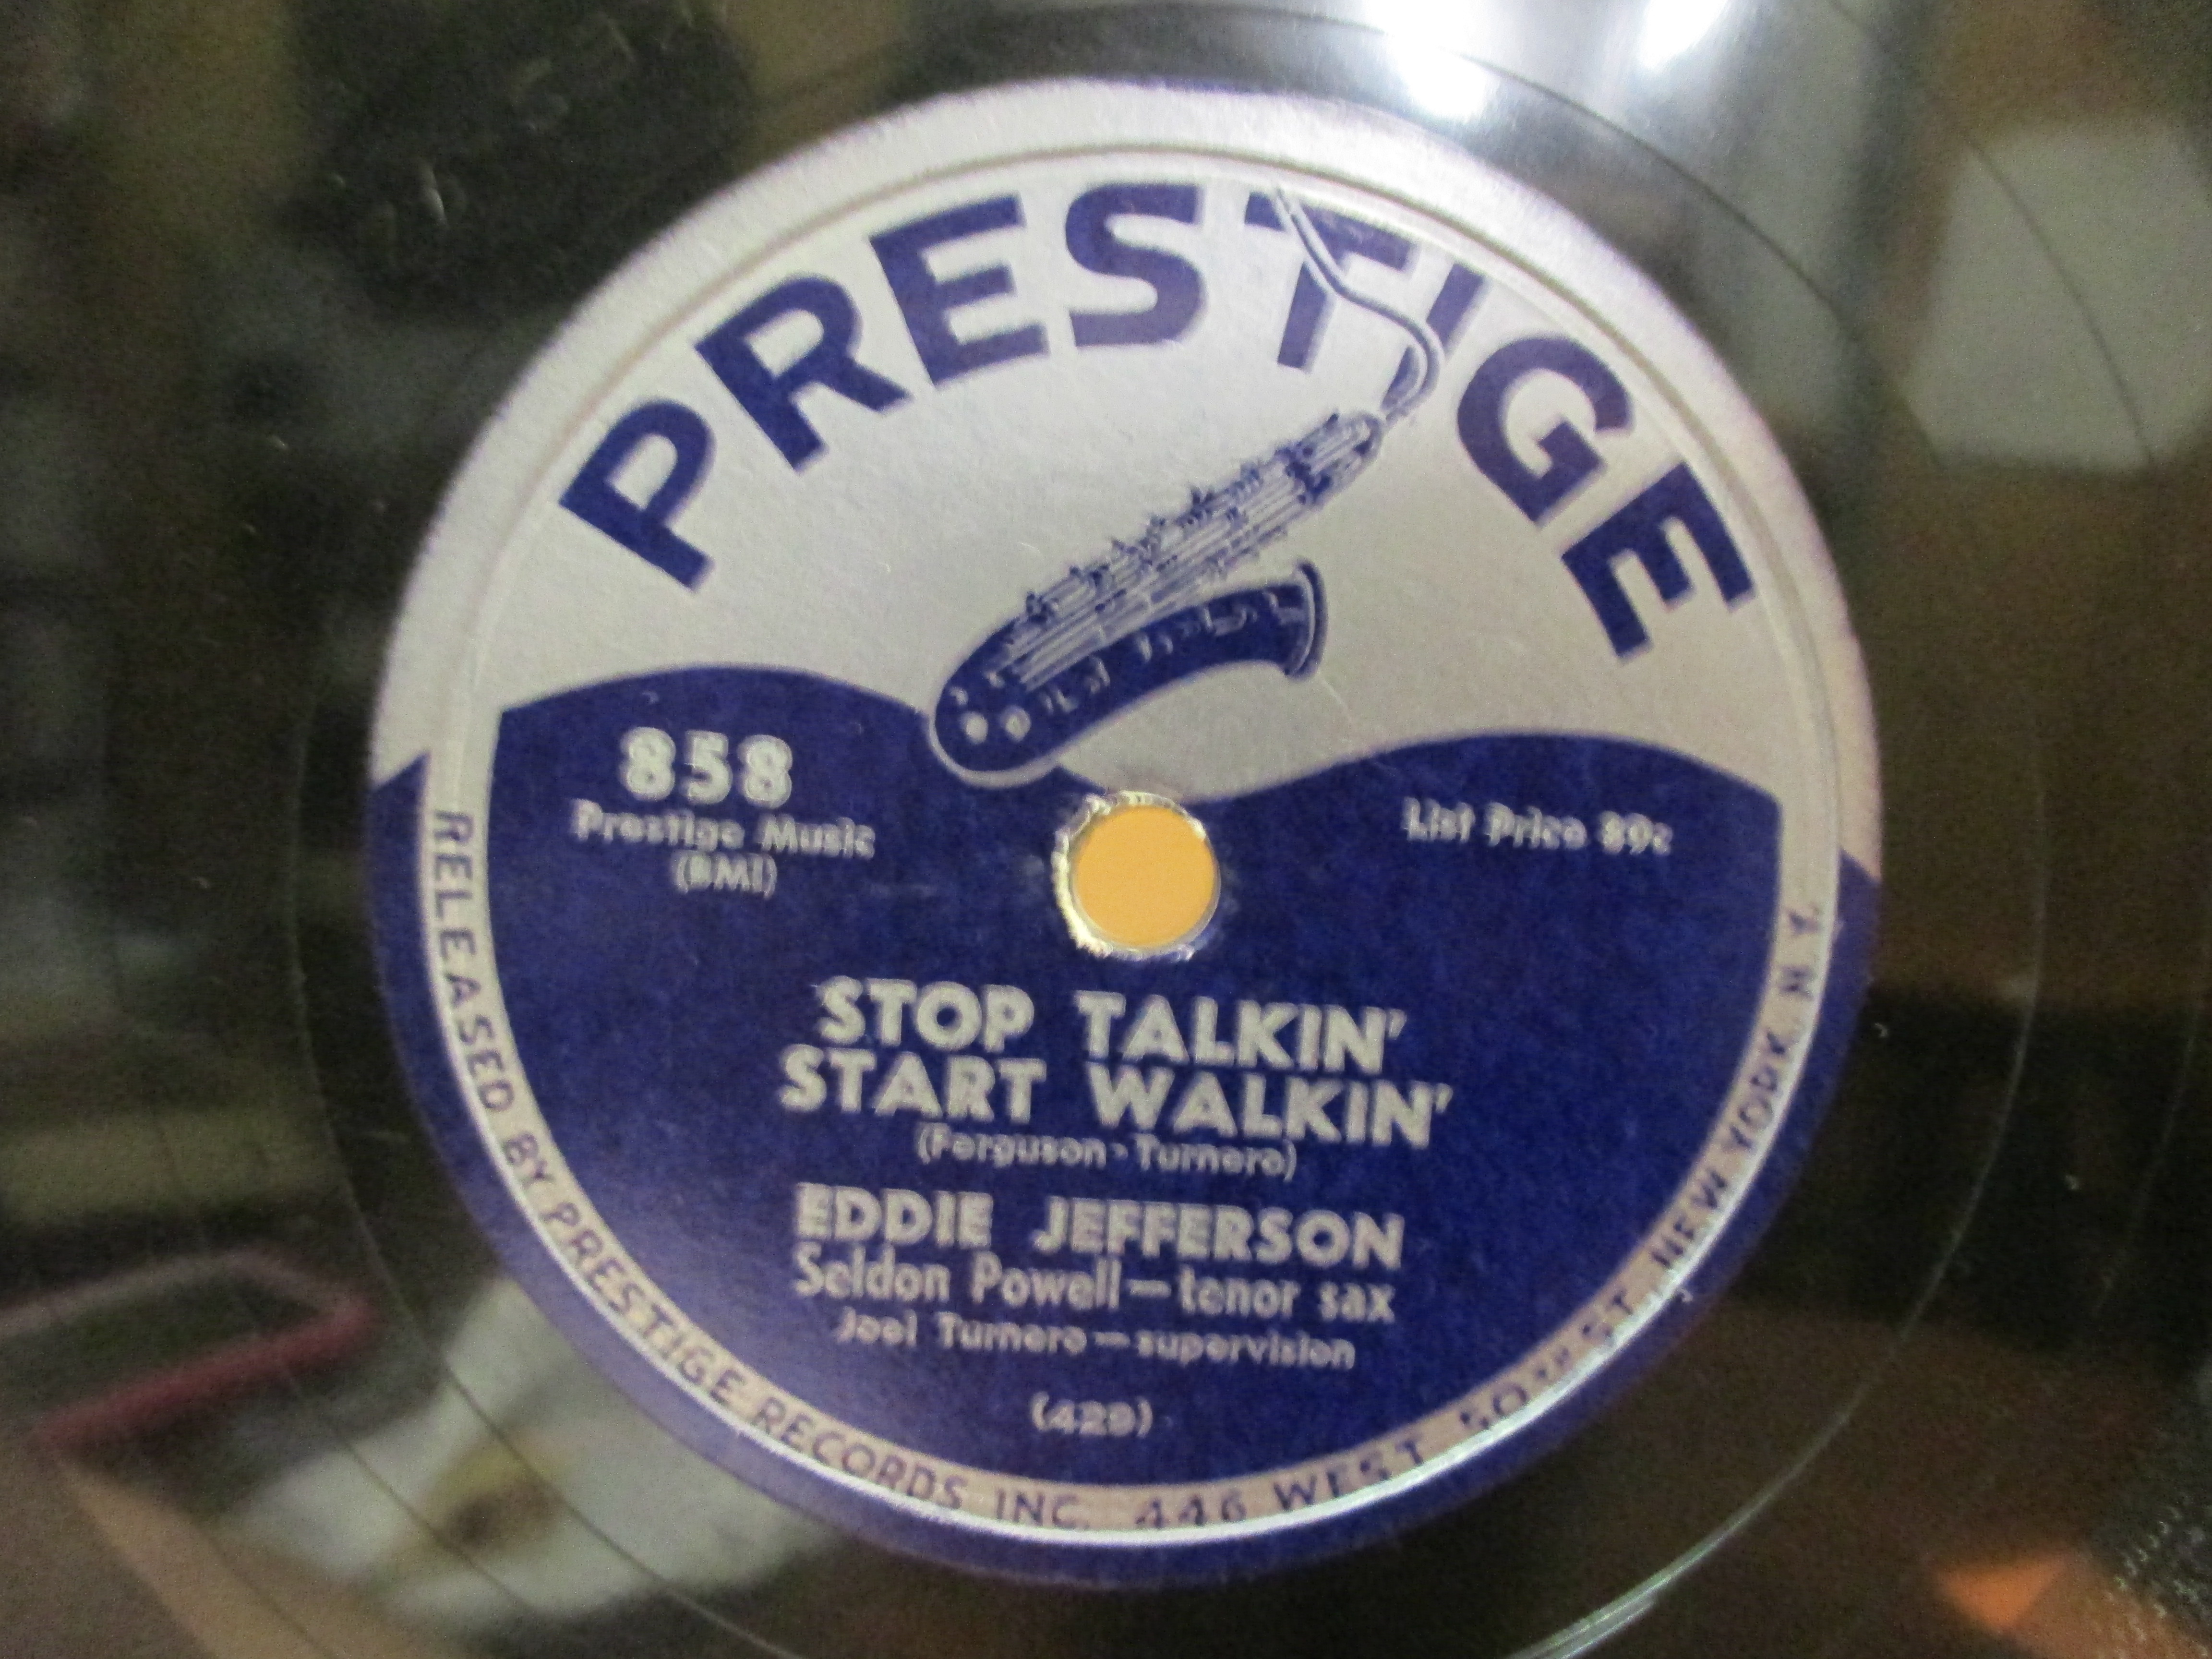 PRESTIGE
858
Prestige Music
(BMI)
List Price 89c
STOP TALKIN'
START WALKIN'
(Ferguson-Turnero)
EDDIE JEFFERSON
Seldon Powell—tenor sax
Joel Turnero—supervision
(429)
RELEASED BY PRESTIGE RECORDS INC. 446 WEST 50TH ST. NEW YORK, N. Y.